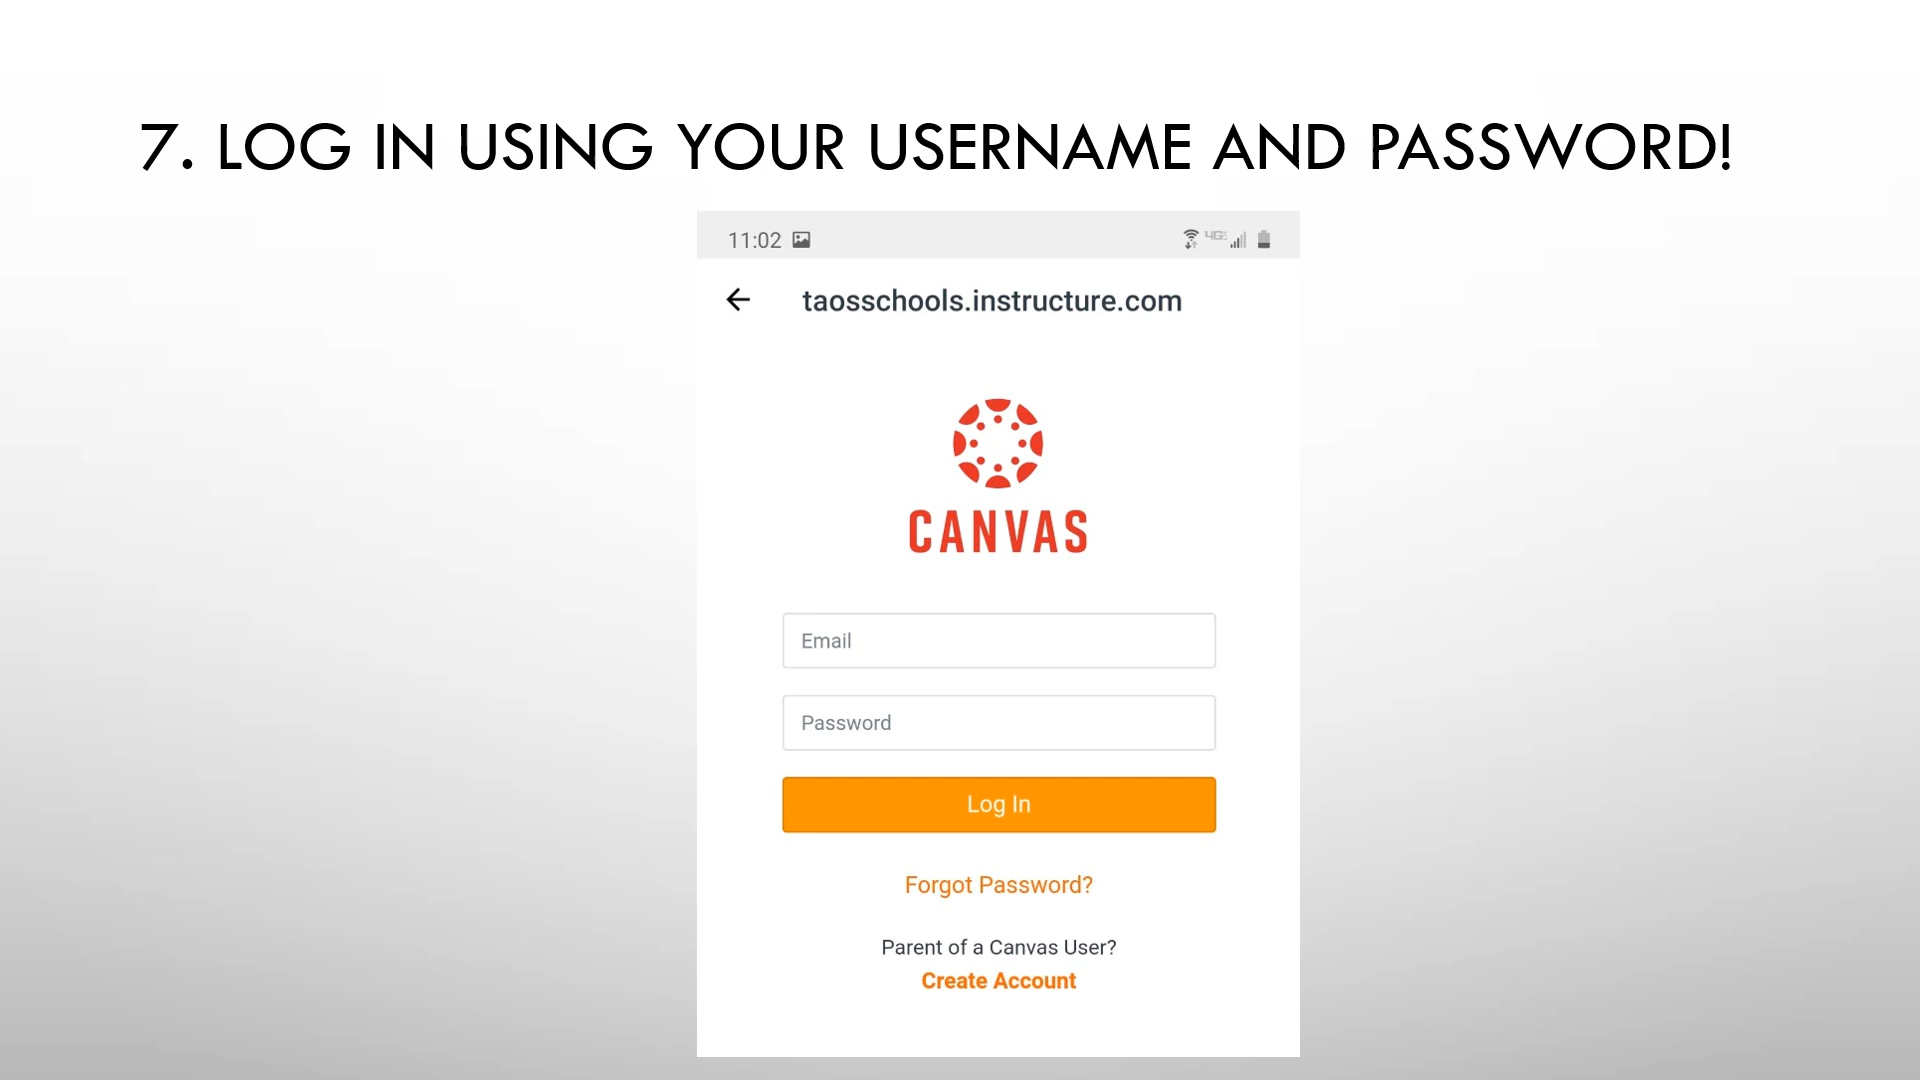 7. LOG IN USING YOUR USERNAME AND PASSWORD!
11:02 4GE
taosschools.instructure.com
CANVAS
Email
Password
Log In
Forgot Password?
Parent of a Canvas User?
Create Account